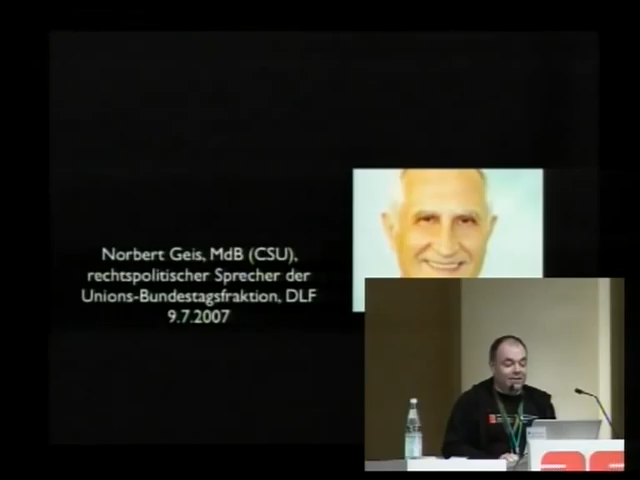 Norbert Geis, MdB (CSU),
rechtspolitischer Sprecher der
Unions-Bundestagsfraktion, DLF
9.7.2007